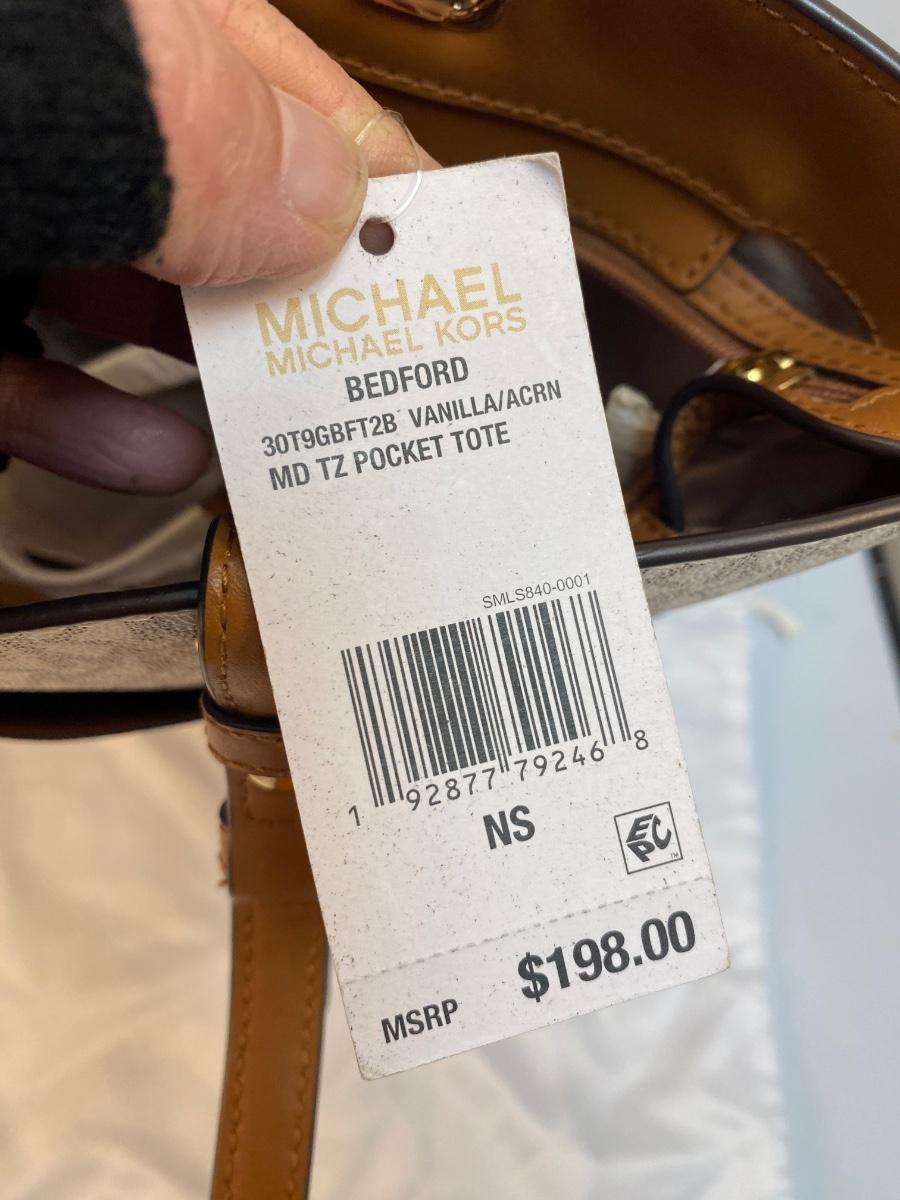 MICHAEL
MICHAEL KORS
BEDFORD
30T9GBFT2B VANILLA/ACRN
MD TZ POCKET TOTE
SMLS840-0001
1 92877 79246 8
NS
EPC™
$198.00
MSRP